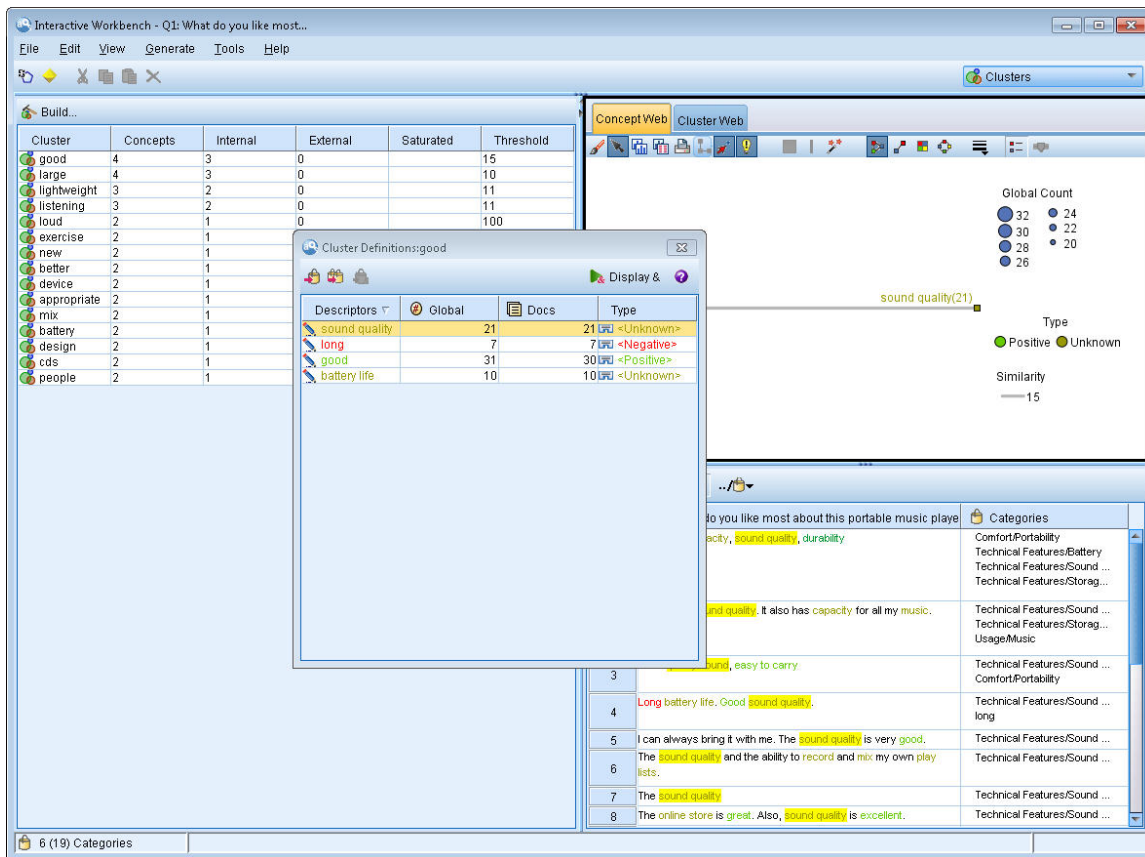 Interactive Workbench - Q1: What do you like most...
File Edit View Generate Tools Help
Clusters
Build...
Cluster Concepts Internal External Saturated Threshold
good 4 3 0 15
large 4 3 0 10
lightweight 3 2 0 11
listening 3 2 0 11
loud 2 1 0 100
exercise 2 1
new 2 1
better 2 1
device 2 1
appropriate 2 1
mix 2 1
battery 2 1
design 2 1
cds 2 1
people 2 1
Cluster Definitions:good
Display &
Descriptors # Global Docs Type
sound quality 21 21 <Unknown>
long 7 7 <Negative>
good 31 30 <Positive>
battery life 10 10 <Unknown>
Concept Web Cluster Web
Global Count
32 24
30 22
28 20
26
sound quality(21)
Type
Positive Unknown
Similarity
15
../
do you like most about this portable music playe Categories
acity, sound quality, durability
Comfort/Portability
Technical Features/Battery
Technical Features/Sound ...
Technical Features/Storag...
und quality. It also has capacity for all my music.
Technical Features/Sound ...
Technical Features/Storag...
Usage/Music
3 sound, easy to carry
Technical Features/Sound ...
Comfort/Portability
4 Long battery life. Good sound quality.
Technical Features/Sound ...
long
5 I can always bring it with me. The sound quality is very good. Technical Features/Sound ...
6 The sound quality and the ability to record and mix my own play
lists.
Technical Features/Sound ...
7 The sound quality Technical Features/Sound ...
8 The online store is great. Also, sound quality is excellent. Technical Features/Sound ...
6 (19) Categories